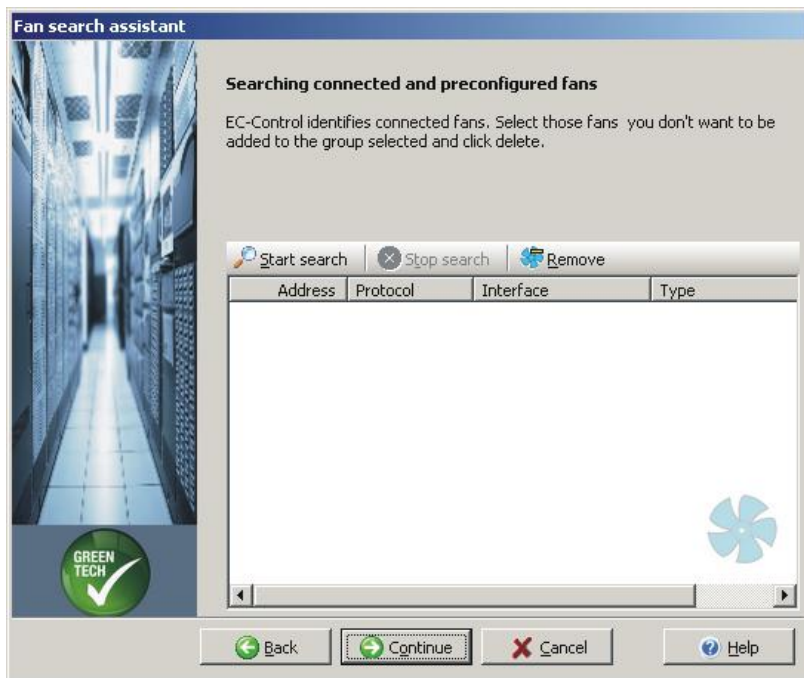 Fan search assistant
Searching connected and preconfigured fans
EC-Control identifies connected fans. Select those fans you don't want to be
added to the group selected and click delete.
Start search Stop search Remove
Address Protocol Interface Type
GREEN
TECH
Back Continue Cancel Help